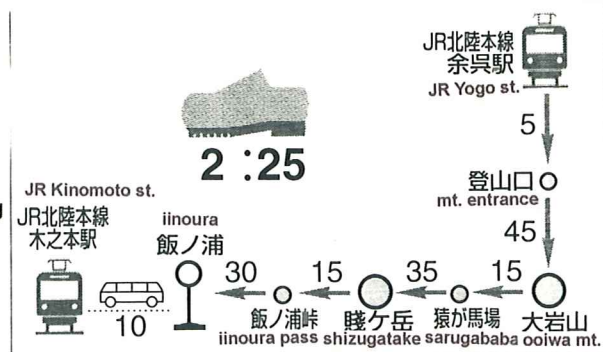 JR北陸本線
余呉駅
JR Yogo st.
5
登山口
mt. entrance
45
2:25
JR Kinomoto st.
JR北陸本線
木之本駅
10
iinoura
飯ノ浦
30
15
35
15
飯ノ浦峠
賤ケ岳
猿が馬場
大岩山
iinoura pass
shizugatake
sarugababa
ooiwa mt.